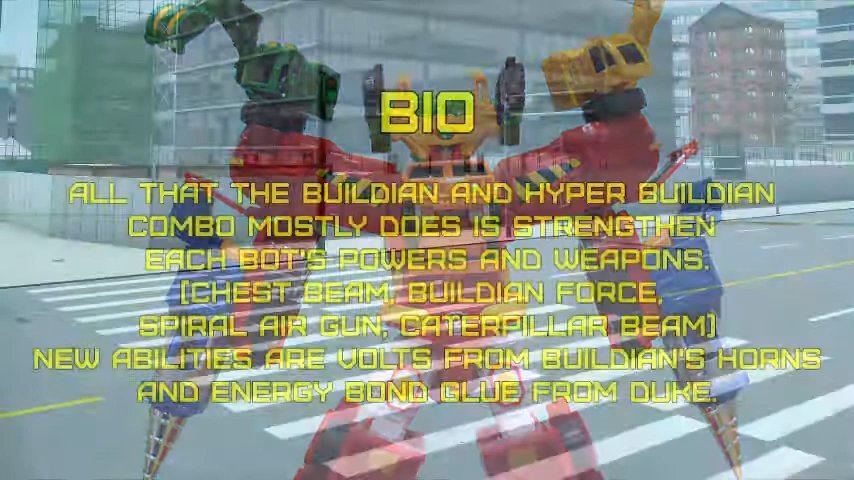 BIO
ALL THAT THE BUILDIAN AND HYPER BUILDIAN
COMBO MOSTLY DOES IS STRENGTHEN
EACH BOT'S POWERS AND WEAPONS.
[CHEST BEAM, BUILDIAN FORCE,
SPIRAL AIR GUN, CATERPILLAR BEAM]
NEW ABILITIES ARE VOLTS FROM BUILDIAN'S HORNS
AND ENERGY BOND GLUE FROM DUKE.